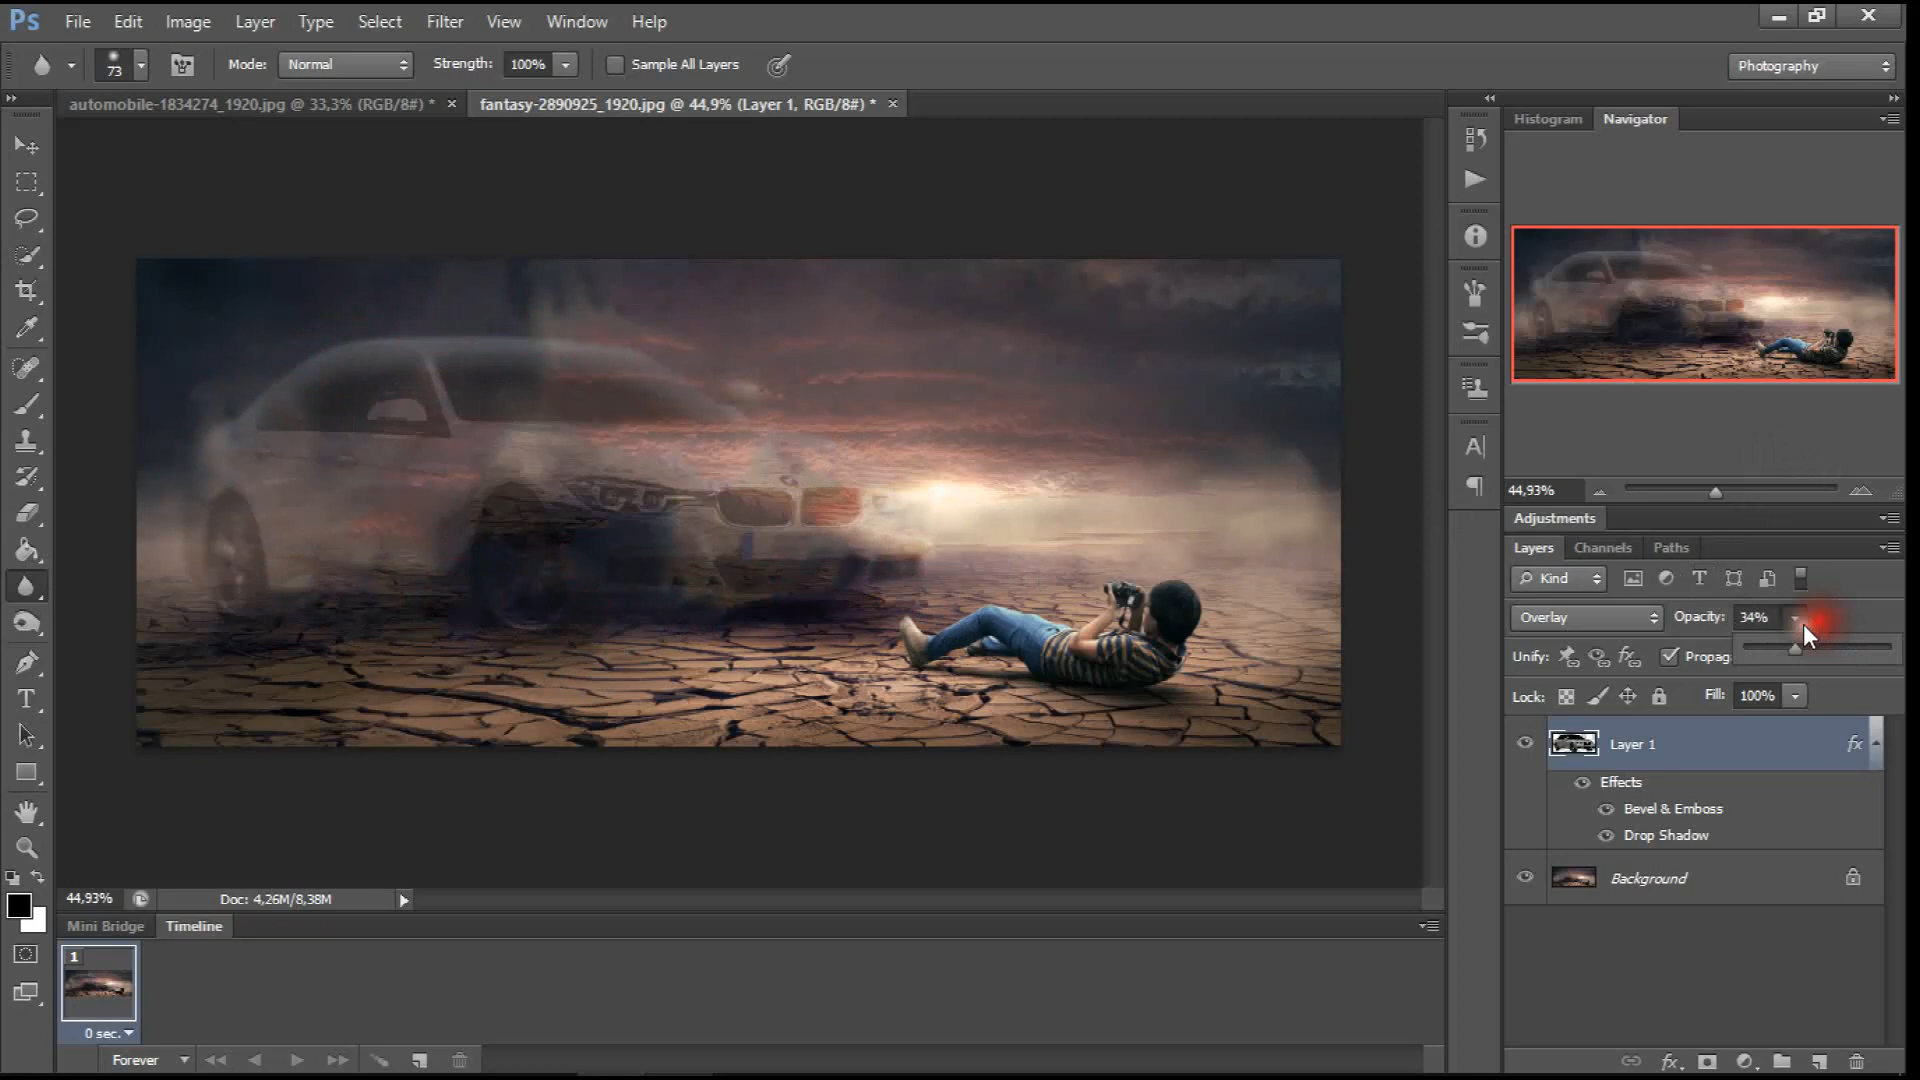 Ps File Edit Image Layer Type Select Filter View Window Help
73 Mode: Normal Strength: 100% Sample All Layers Photography
automobile-1834274_1920.jpg @ 33,3% (RGB/8#) * × fantasy-2890925_1920.jpg @ 44,9% (Layer 1, RGB/8#) * ×
Histogram Navigator
44,93%
Adjustments
Layers Channels Paths
Kind
Overlay Opacity: 34%
Unify: Propag
Lock: Fill: 100%
Layer 1 fx
Effects
Bevel & Emboss
Drop Shadow
Background
44,93% Doc: 4,26M/8,38M
Mini Bridge Timeline
1
0 sec.
Forever